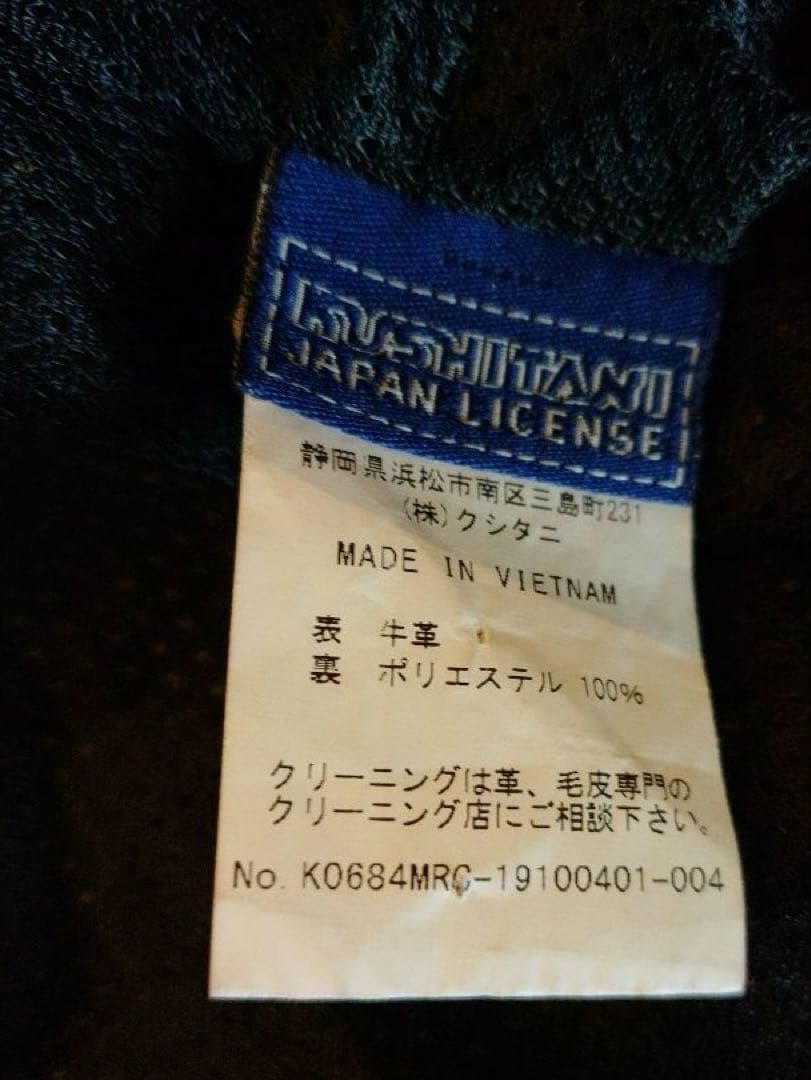 KUSHITANI
JAPAN LICENSE
静岡県浜松市南区三島町231
(株)クシタニ
MADE IN VIETNAM
表 牛革
裏 ポリエステル 100%
クリーニングは革、毛皮専門の
クリーニング店にご相談下さい。
No. K0684MRC-19100401-004